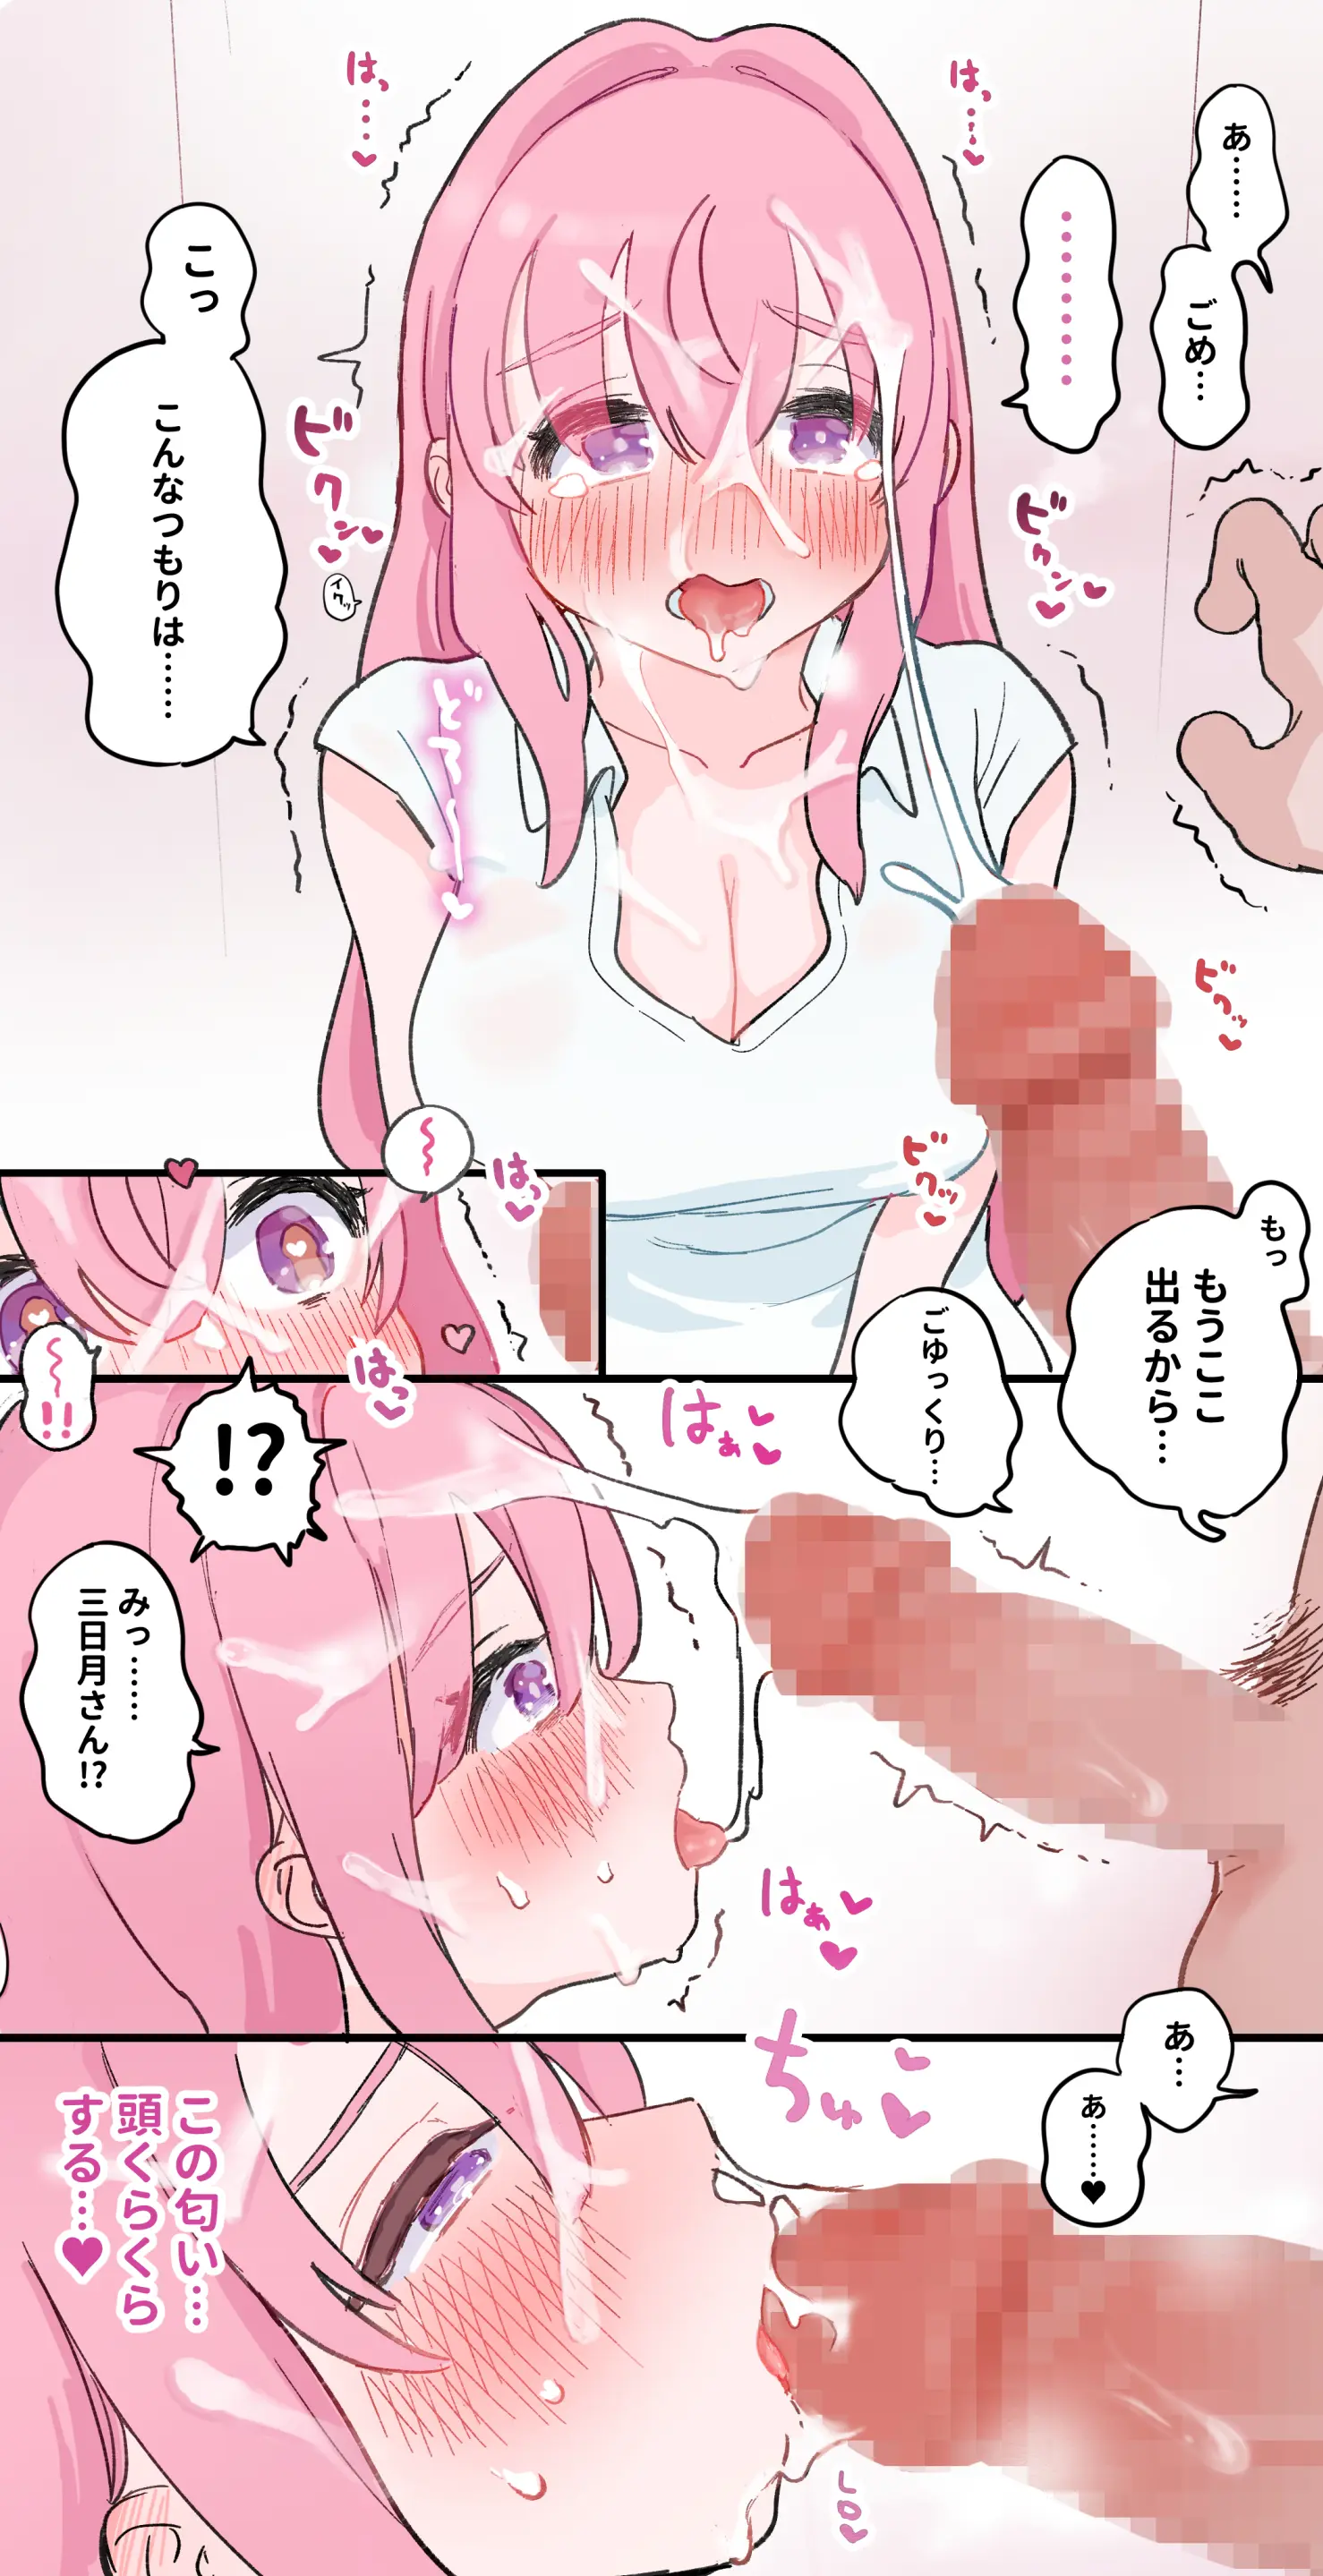 あ……
ごめ…
………
はっ…♥
はっ…♥
こっ
こんなつもりは……
ビクン♥♥
ビクン♥♥
イクッ
どろ〜♥
ビクッ♥
ビクッ♥
はっ♥
もっ
もうここ
出るから…
ごゆっくり…
はっ♥
!!
!?
はぁ♥♥
みっ……
三日月さん!?
はぁ♥♥
ちゅ♥♥
あ…
あ……♥
この匂い…
頭くらくら
する…♥